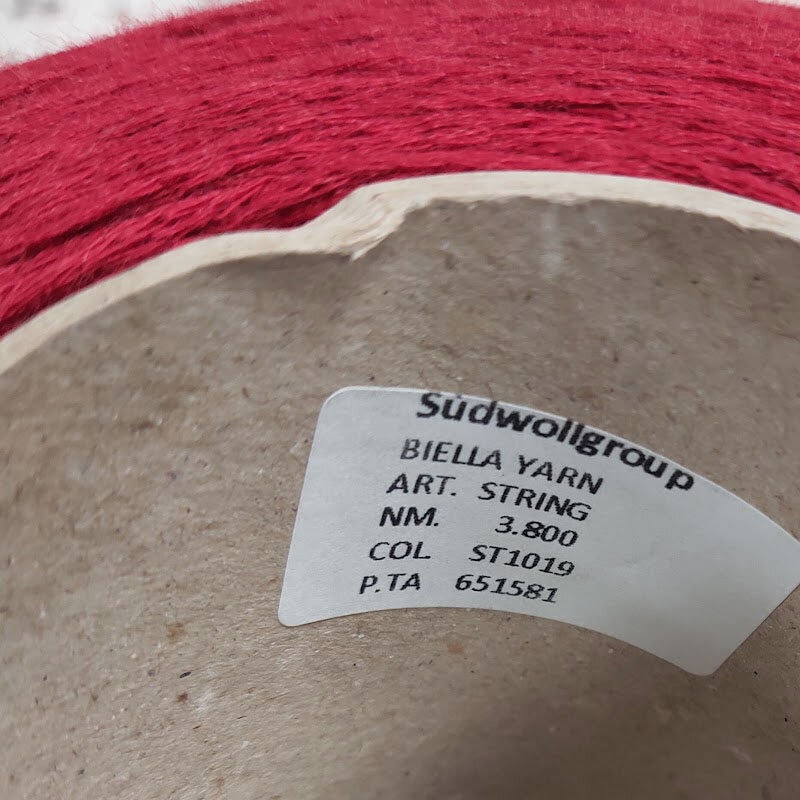 Südwollgroup
BIELLA YARN
ART. STRING
NM. 3.800
COL ST1019
P.TA 651581